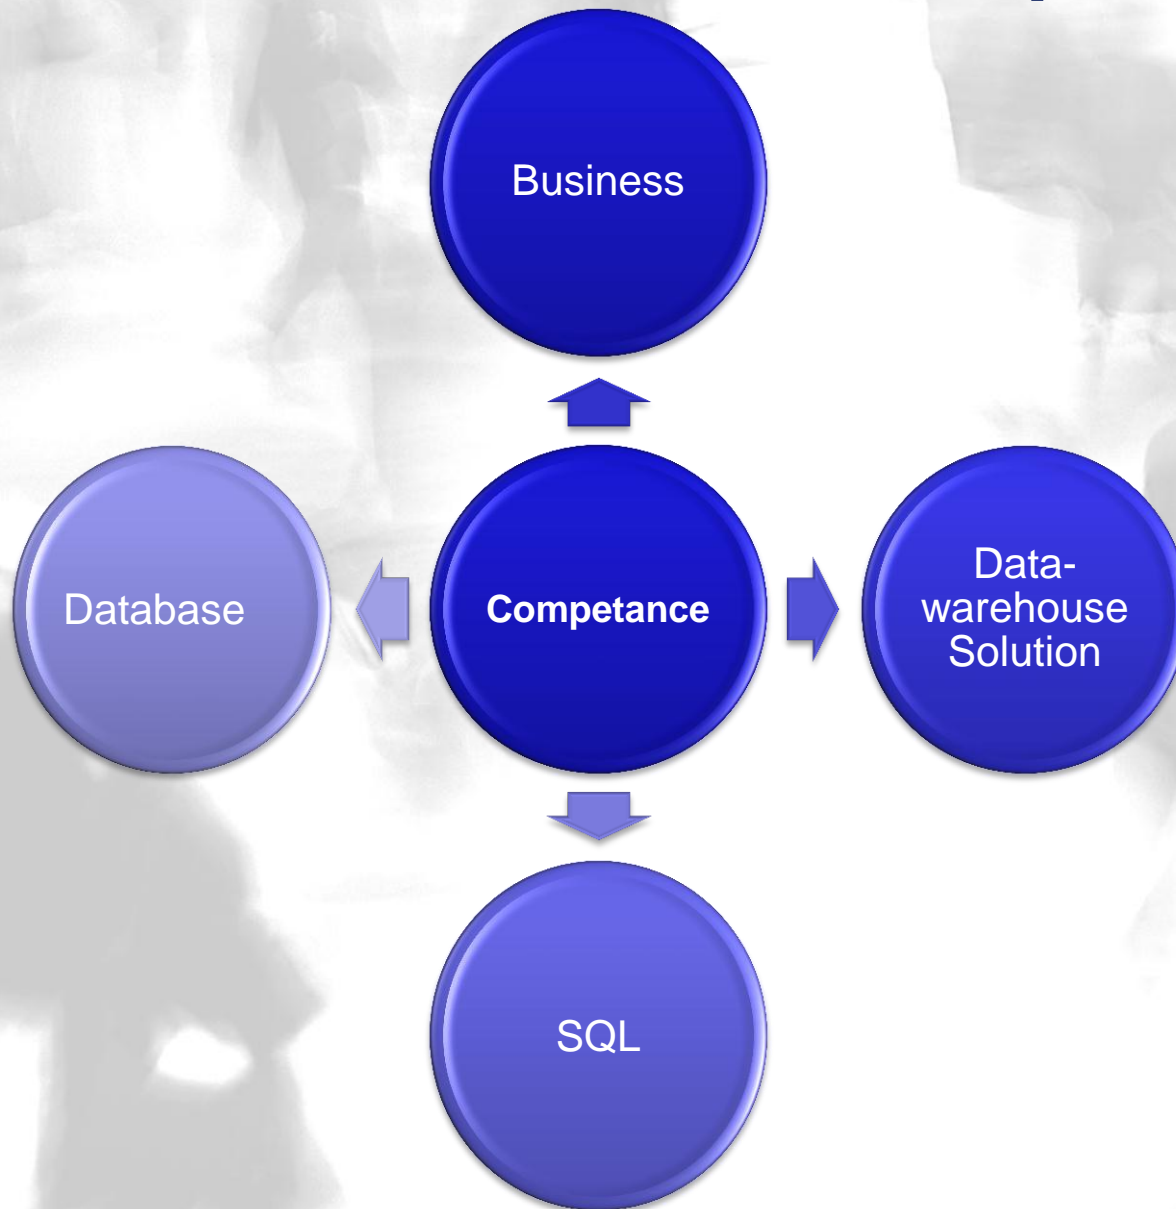 Business
Database
Competance
Data-
warehouse
Solution
SQL